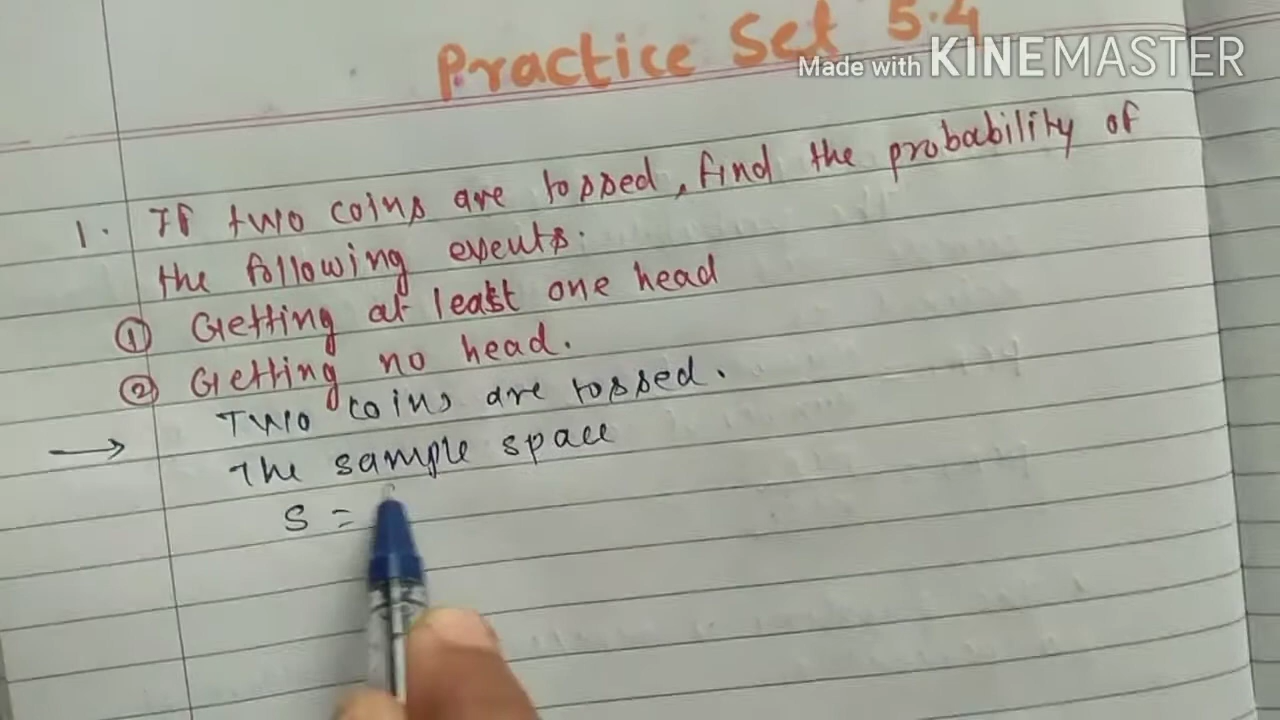 Practice Set 5.4
Made with KINEMASTER
1. If two coins are tossed, find the probability of
the following events.
① Getting at least one head
② Getting no head.
→ Two coins are tossed.
The sample space
S =